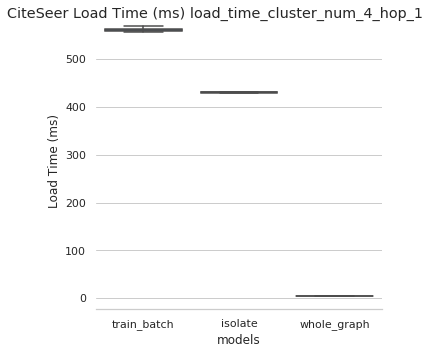 CiteSeer Load Time (ms) load_time_cluster_num_4_hop_1
500
400
300
200
100
0
Load Time (ms)
train_batch isolate whole_graph
models